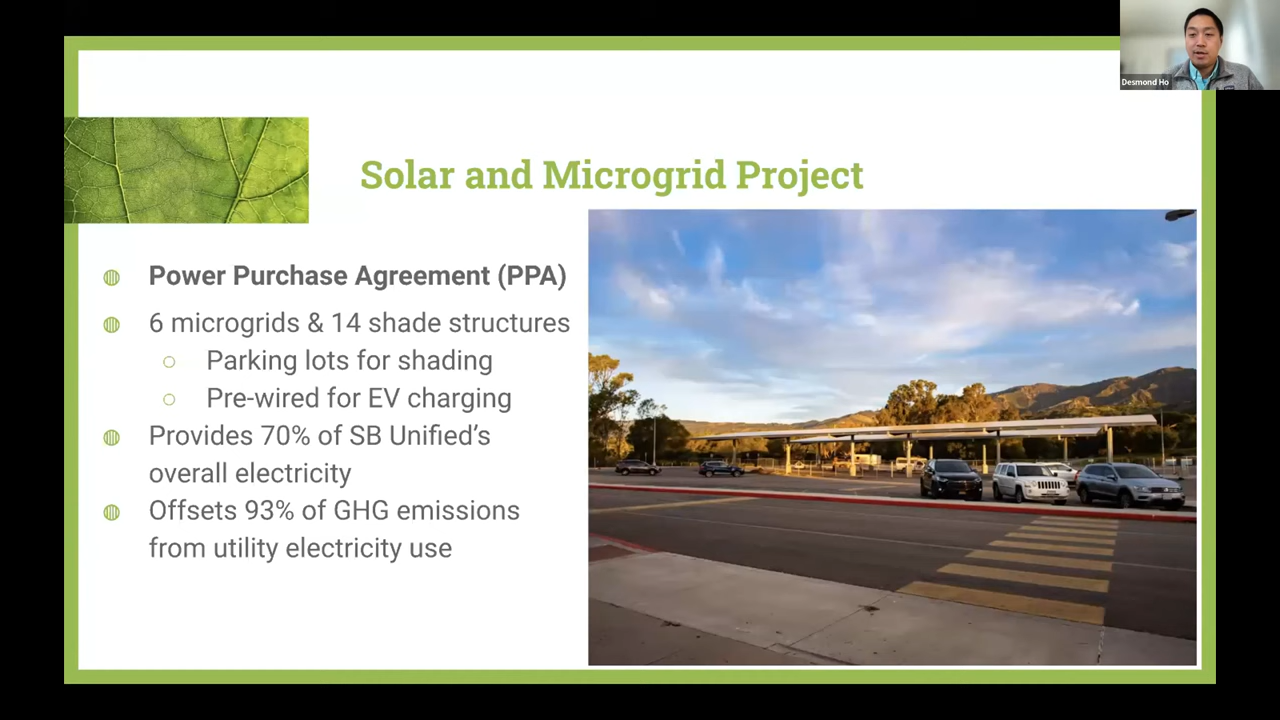 Desmond Ho
Solar and Microgrid Project
Power Purchase Agreement (PPA)
6 microgrids & 14 shade structures
Parking lots for shading
Pre-wired for EV charging
Provides 70% of SB Unified’s
overall electricity
Offsets 93% of GHG emissions
from utility electricity use